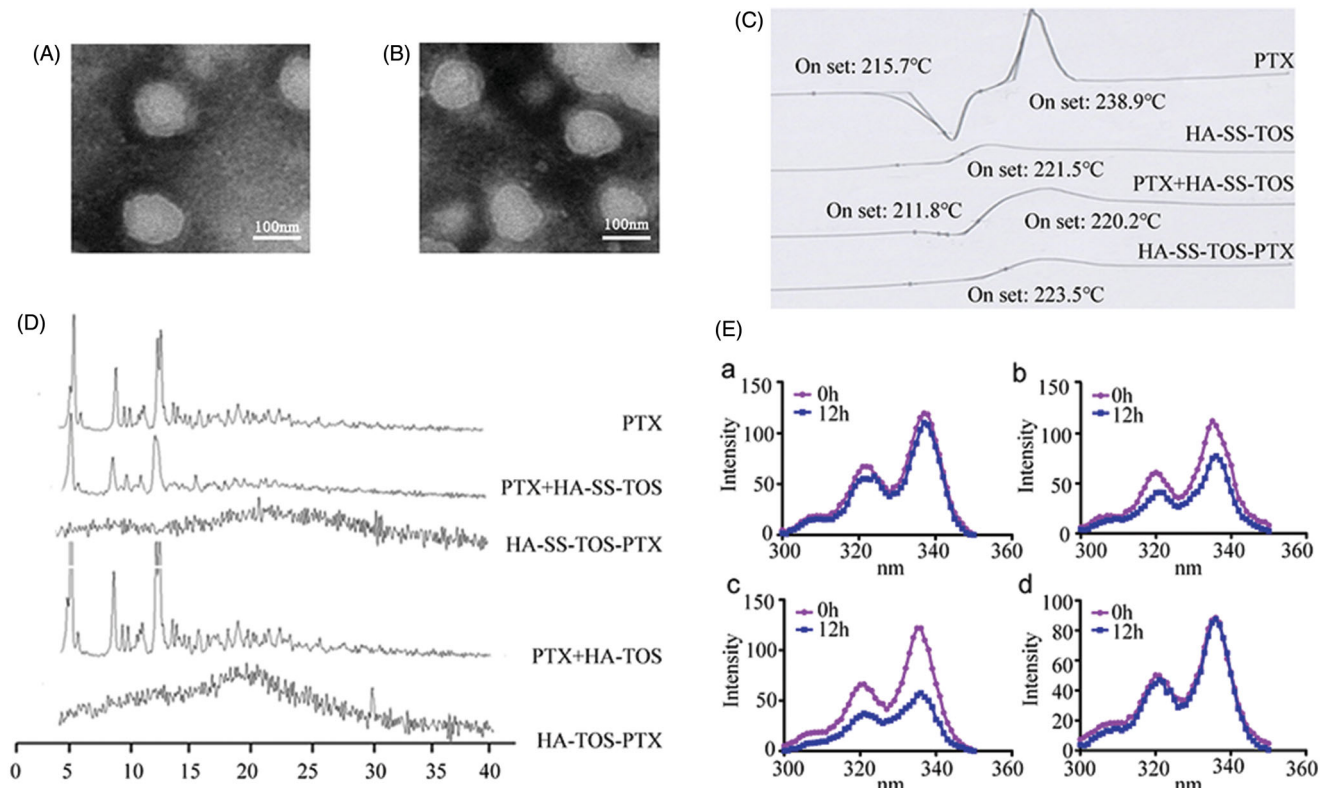 (A)
100nm
(B)
100nm
(C)
On set: 215.7℃
PTX
On set: 238.9℃
HA-SS-TOS
On set: 221.5℃
PTX+HA-SS-TOS
On set: 211.8℃
On set: 220.2℃
HA-SS-TOS-PTX
On set: 223.5℃
(D)
PTX
PTX+HA-SS-TOS
HA-SS-TOS-PTX
PTX+HA-TOS
HA-TOS-PTX
0 5 10 15 20 25 30 35 40
(E)
a
150
100
50
0
Intensity
0h
12h
300 320 340 360
nm
b
150
100
50
0
Intensity
0h
12h
300 320 340 360
nm
c
150
100
50
0
Intensity
0h
12h
300 320 340 360
nm
d
100
80
60
40
20
0
Intensity
0h
12h
300 320 340 360
nm